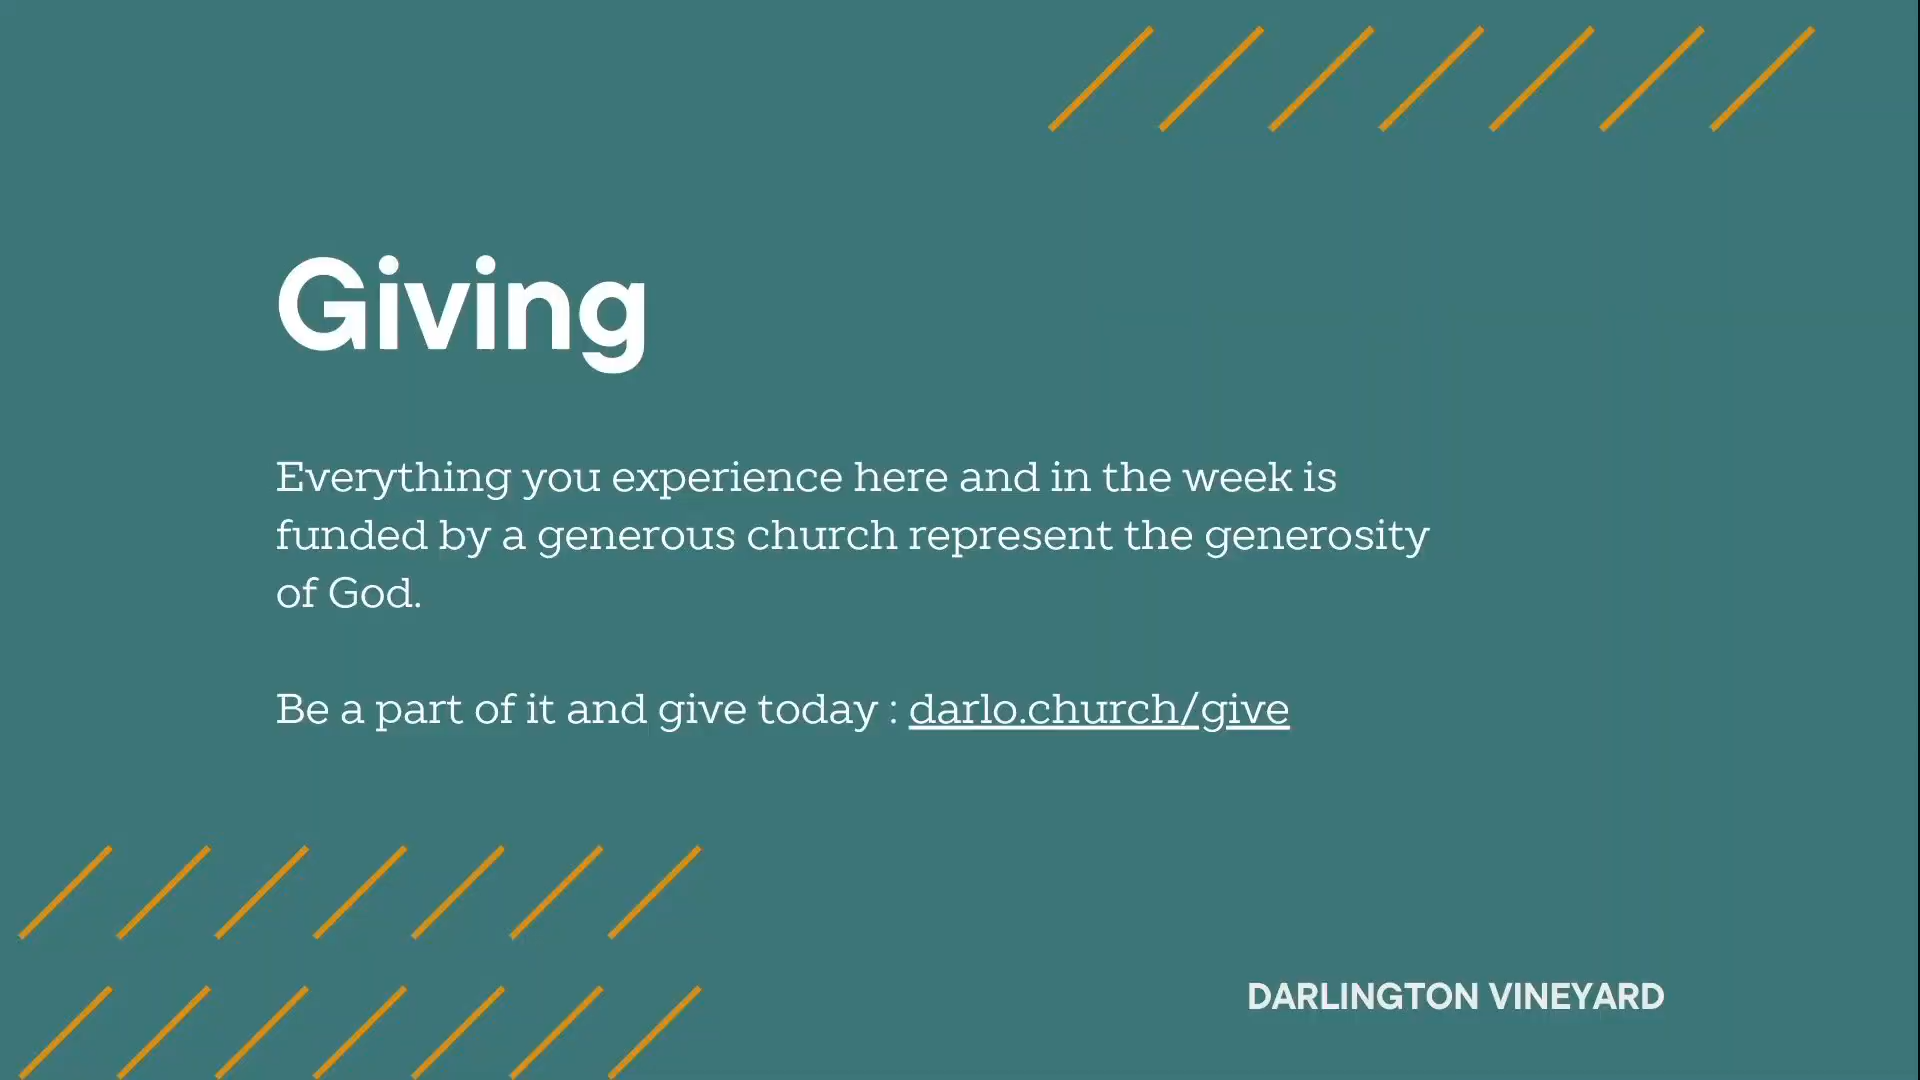 Giving
Everything you experience here and in the week is
funded by a generous church represent the generosity
of God.
Be a part of it and give today : darlo.church/give
DARLINGTON VINEYARD